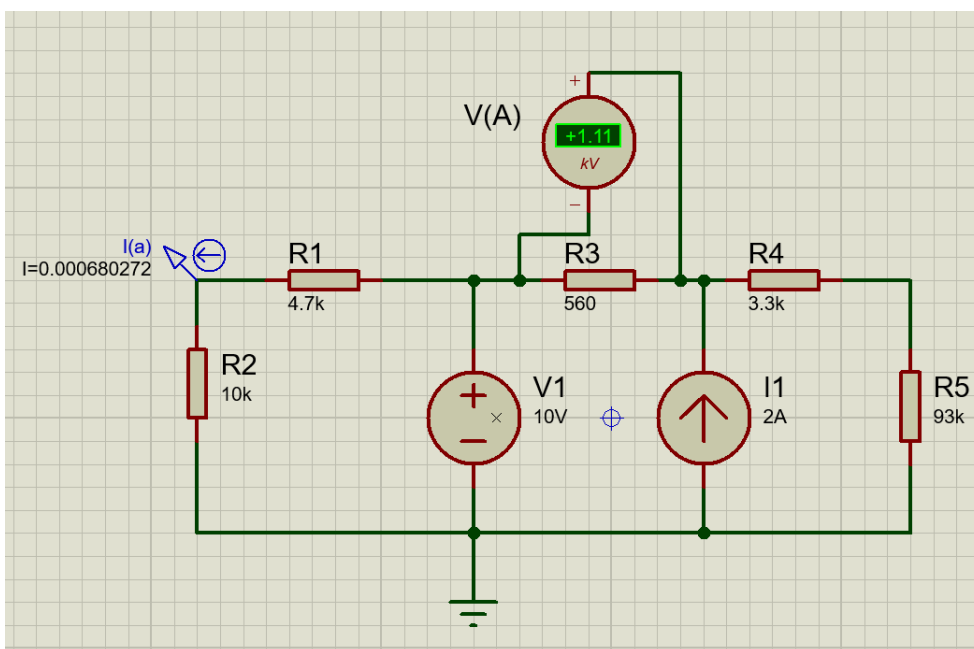 V(A)
+
+1.11
kV
−
I(a)
I=0.000680272
R1
4.7k
R3
560
R4
3.3k
R2
10k
V1
10V
I1
2A
R5
93k